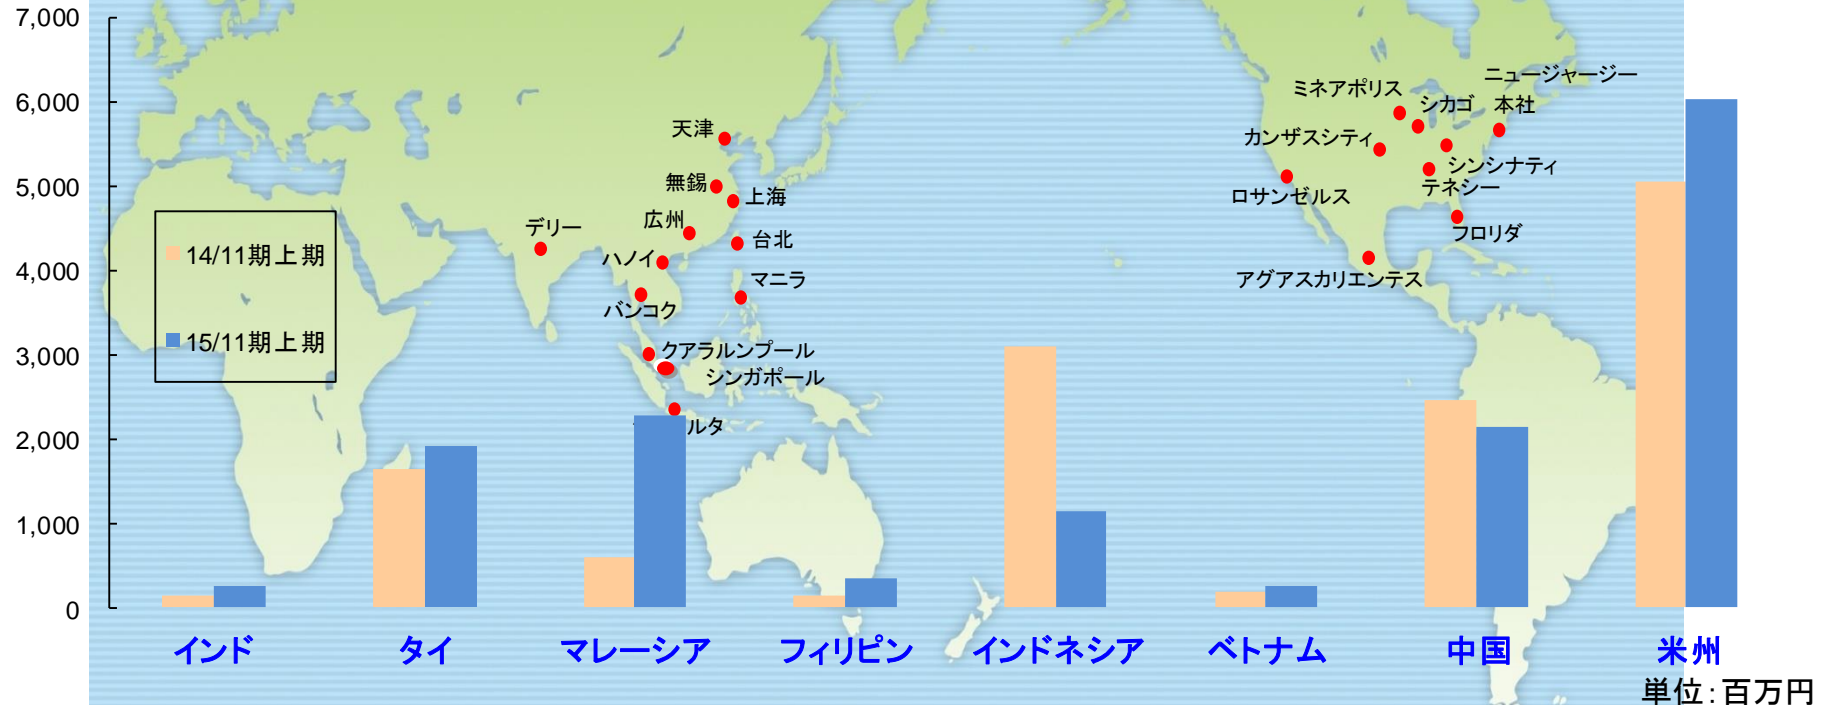 7,000
6,000
5,000
4,000
3,000
2,000
1,000
0
14/11期上期
15/11期上期
天津
無錫
上海
広州
デリー
台北
ハノイ
マニラ
バンコク
クアラルンプール
シンガポール
ルタ
ニュージャージー
本社
ミネアポリス
シカゴ
カンザスシティ
シンシナティ
テネシー
ロサンゼルス
フロリダ
アグアスカリエンテス
インド
タイ
マレーシア
フィリピン
インドネシア
ベトナム
中国
米州
単位:百万円